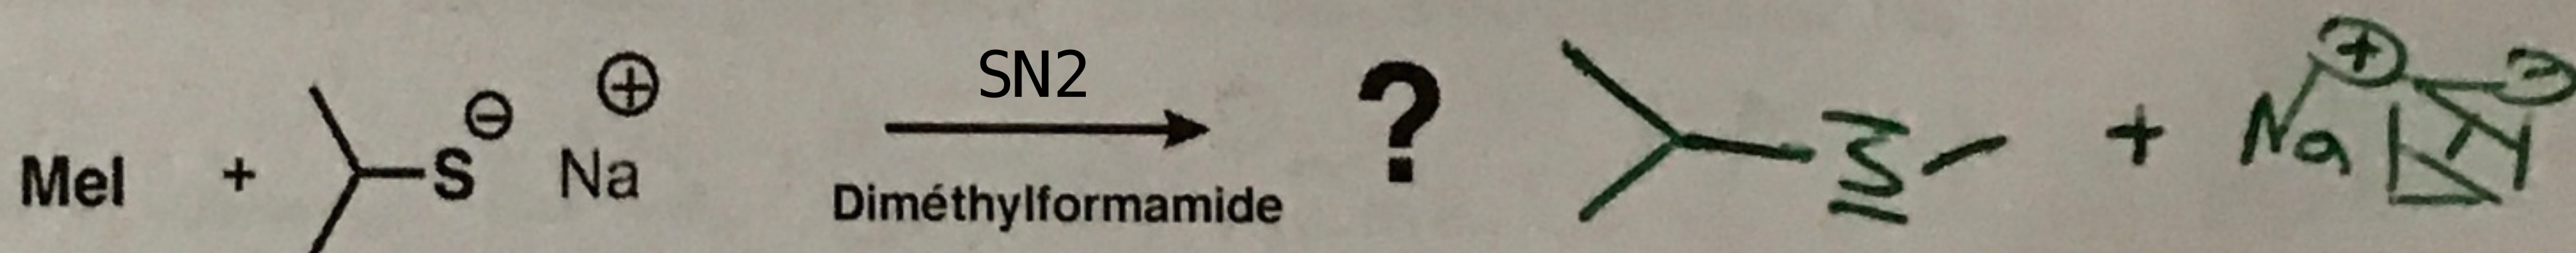 SN2
MeI + S⊖ Na⊕ ? S + Na⊕
Diméthylformamide